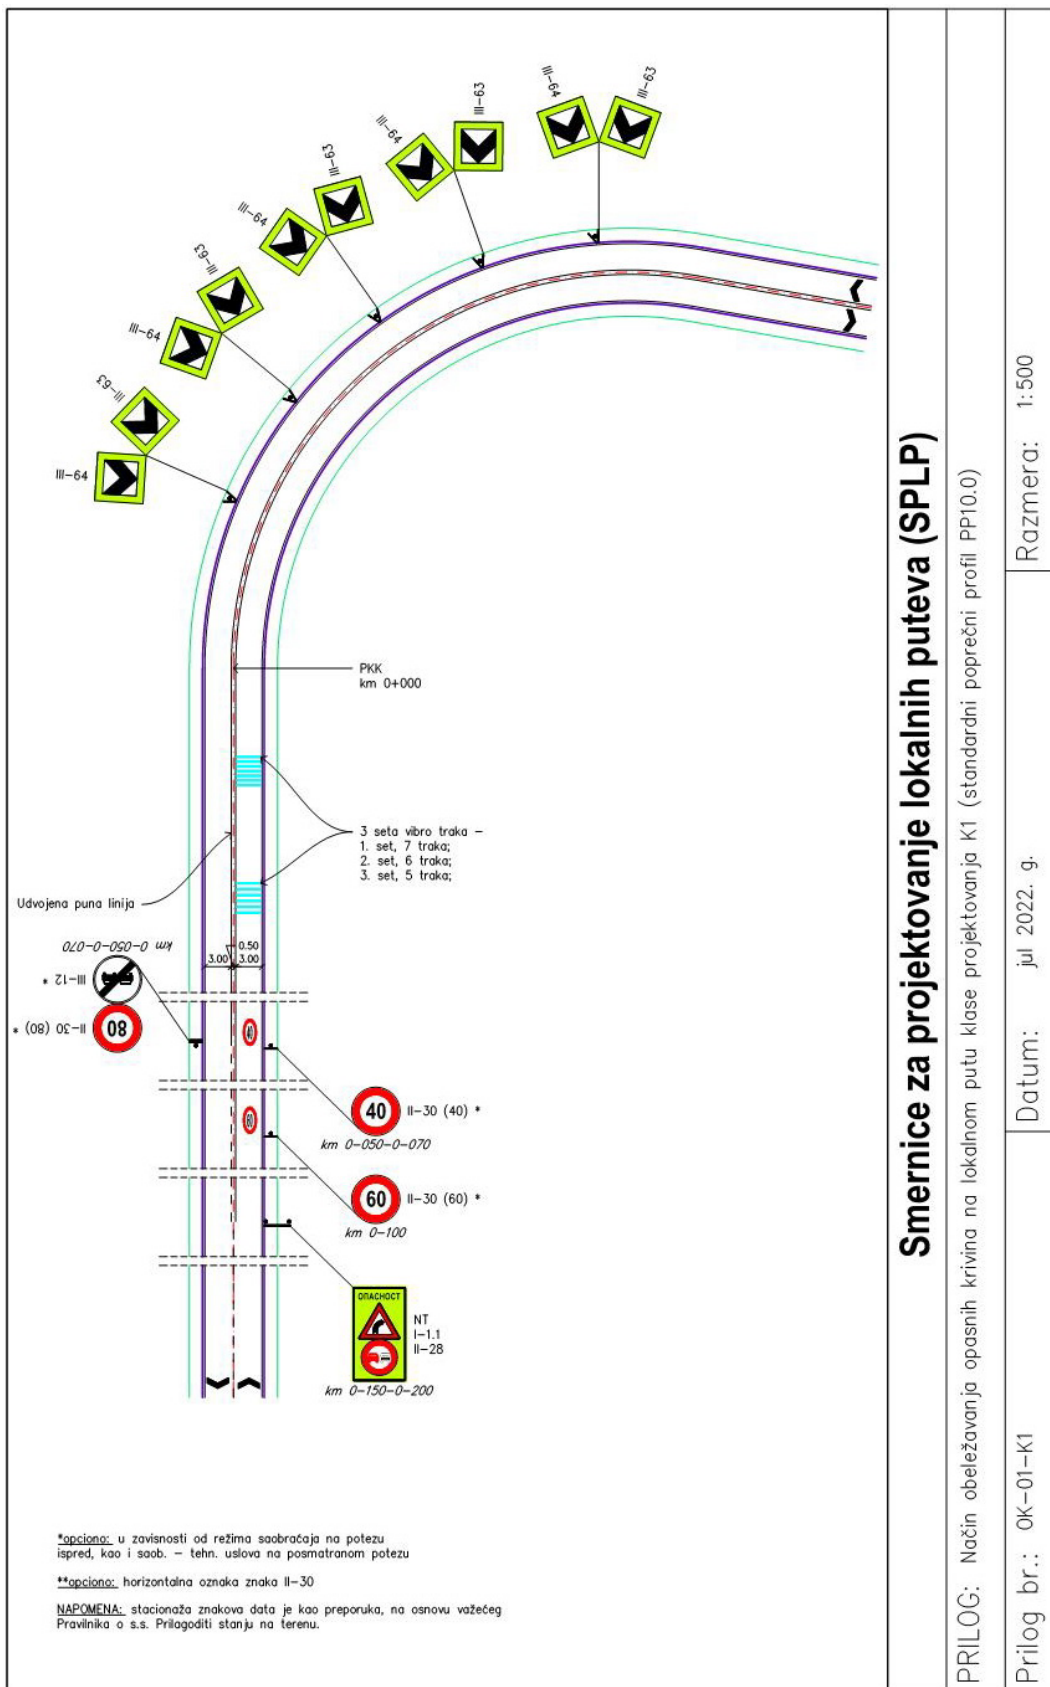 III-64
III-63
III-64
III-63
III-64
III-63
III-64
III-63
III-64
III-63
PKK
km 0+000
3 seta vibro traka -
1. set, 7 traka;
2. set, 6 traka;
3. set, 5 traka;
Udvojena puna linija
km 0-050-0-070
0.50
3.00
3.00
III-12 *
80
II-30 (80) *
40
40
II-30 (40) *
km 0-050-0-070
60
60
II-30 (60) *
km 0-100
ОПАСНОСТ
NT
I-1.1
II-28
km 0-150-0-200
*opciono: u zavisnosti od režima saobraćaja na potezu
ispred, kao i saob. - tehn. uslova na posmatranom potezu
**opciono: horizontalna oznaka znaka II-30
NAPOMENA: stacionaža znakova data je kao preporuka, na osnovu važećeg
Pravilnika o s.s. Prilagoditi stanju na terenu.
Smernice za projektovanje lokalnih puteva (SPLP)
PRILOG: Način obeležavanja opasnih krivina na lokalnom putu klase projektovanja K1 (standardni poprečni profil PP10.0)
Prilog br.: OK-01-K1
Datum: jul 2022. g.
Razmera: 1:500